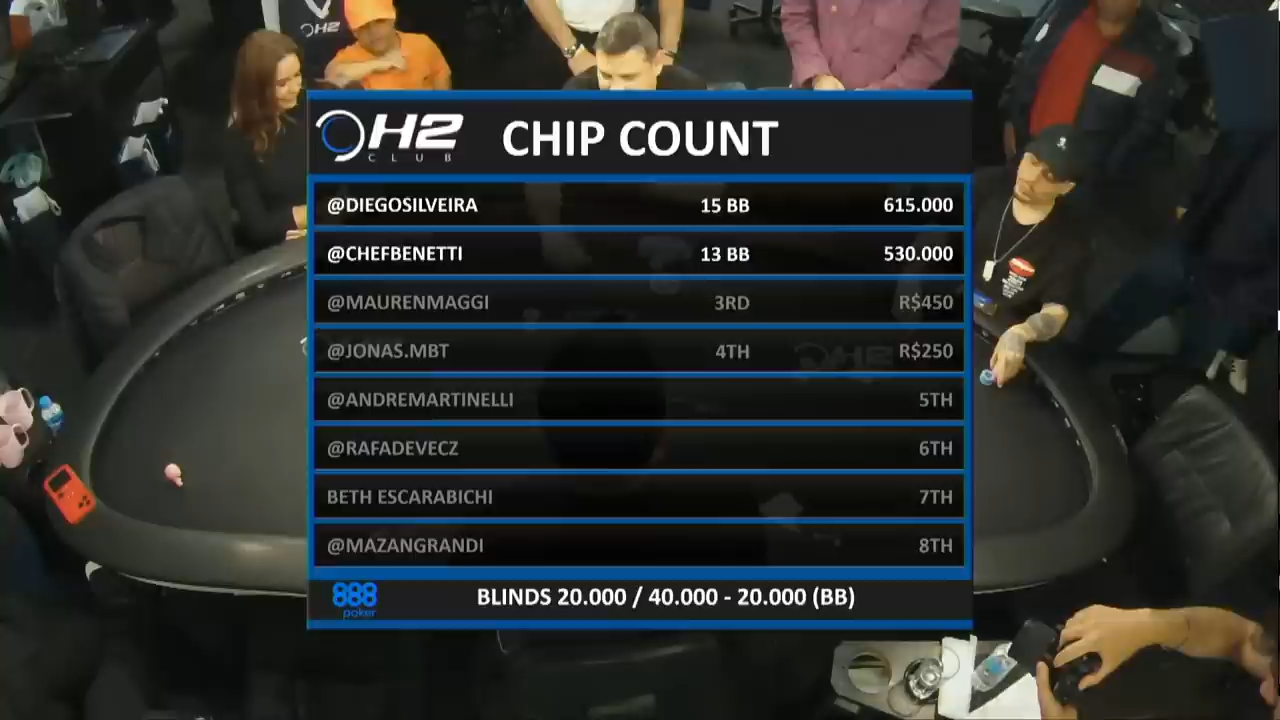 H2
H2 CLUB CHIP COUNT
@DIEGOSILVEIRA 15 BB 615.000
@CHEFBENETTI 13 BB 530.000
@MAURENMAGGI 3RD R$450
@JONAS.MBT 4TH R$250
@ANDREMARTINELLI 5TH
@RAFADEVECZ 6TH
BETH ESCARABICHI 7TH
@MAZANGRANDI 8TH
888 poker BLINDS 20.000 / 40.000 - 20.000 (BB)